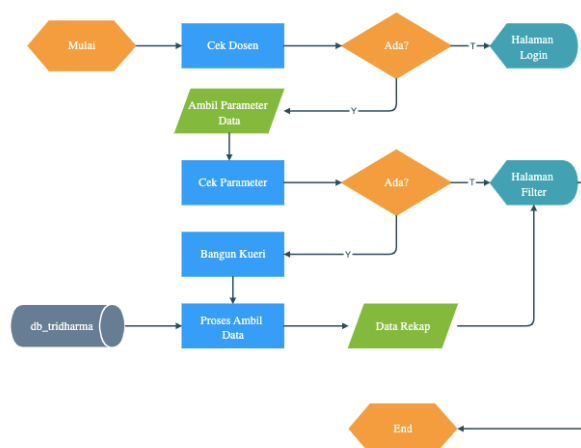 Mulai
Cek Dosen
Ada?
T
Halaman
Login
Ambil Parameter
Data
Y
Cek Parameter
Ada?
T
Halaman
Filter
Bangun Kueri
Y
db_tridharma
Proses Ambil
Data
Data Rekap
End